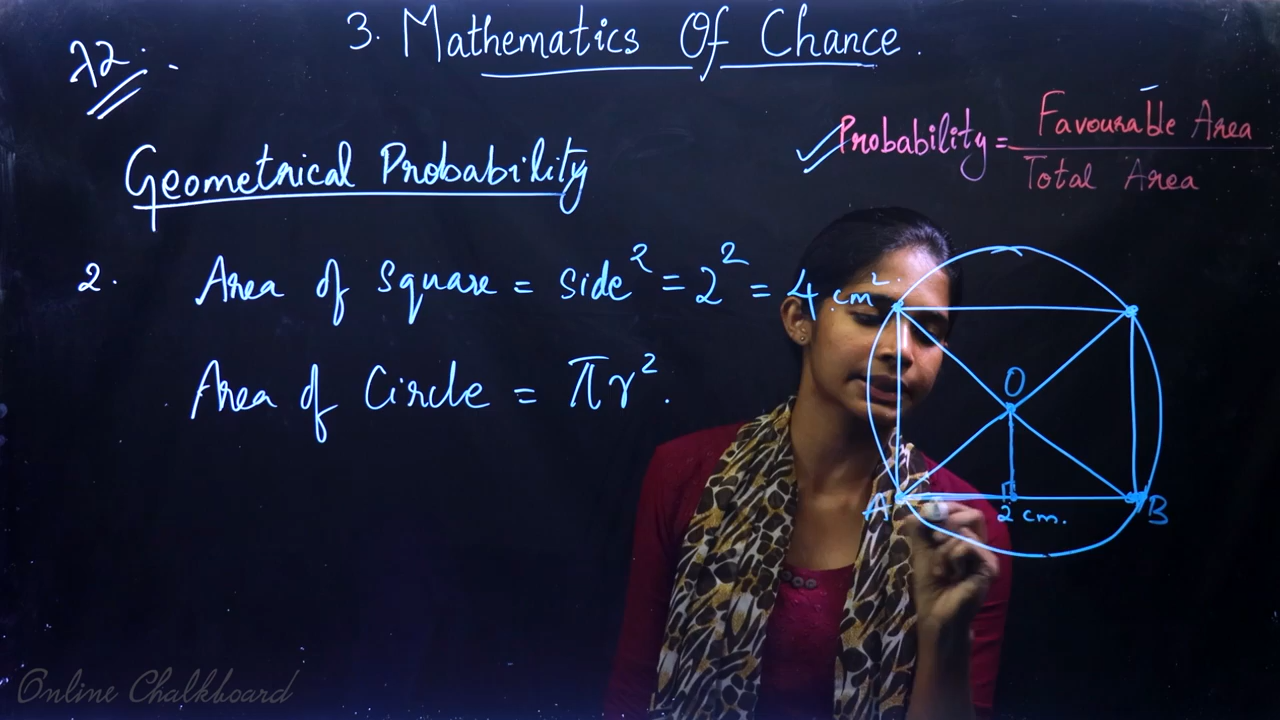 3. Mathematics Of Chance.
72.
Probability = Favourable Area
Total Area
Geometrical Probability
2. Area of square = side² = 2² = 4 cm².
Area of Circle = πr².
O
A
2 cm.
B
Online Chalkboard